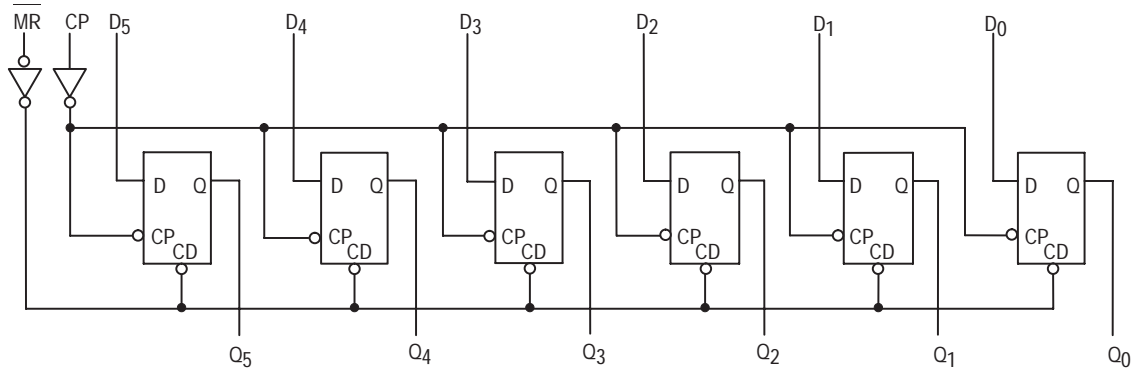 M̅R̅ CP D₅ D₄ D₃ D₂ D₁ D₀
D Q D Q D Q D Q D Q D Q
CP CP CP CP CP CP
CD CD CD CD CD CD
Q₅ Q₄ Q₃ Q₂ Q₁ Q₀